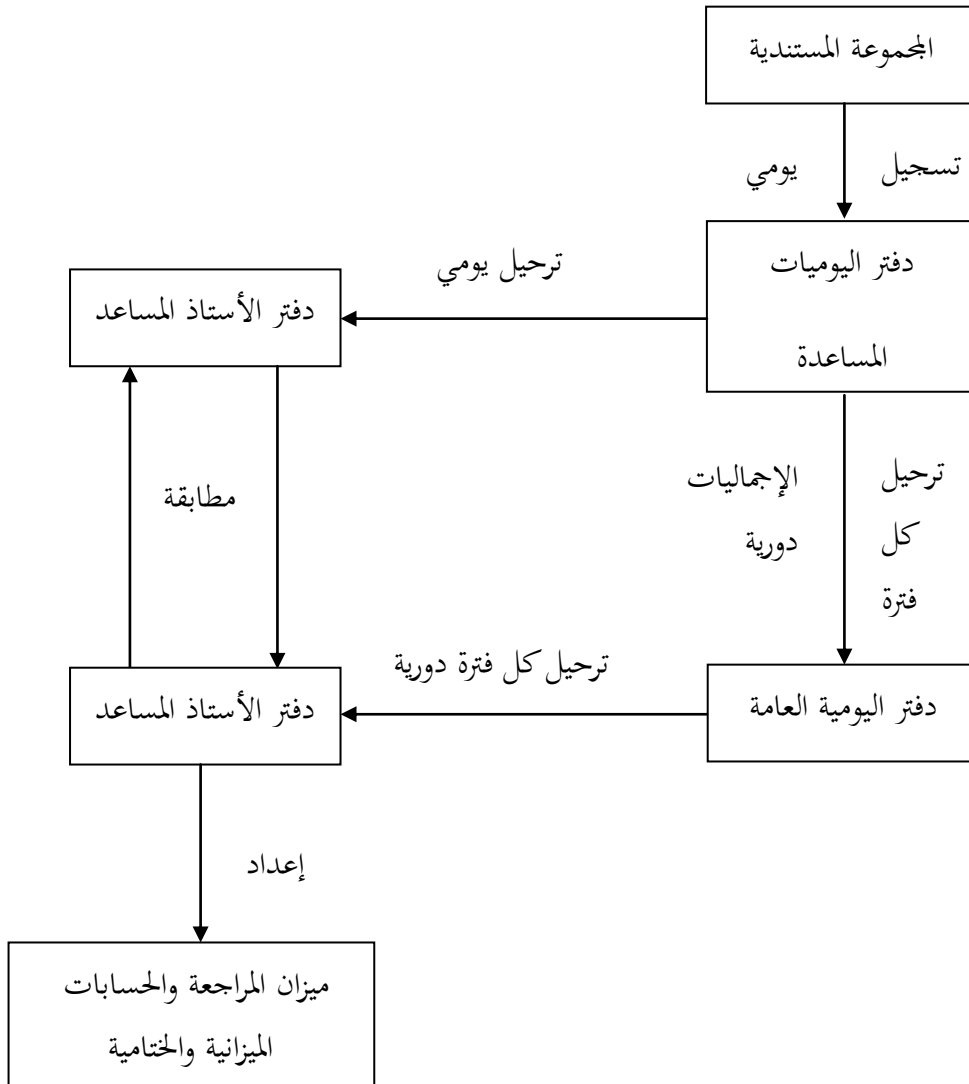 المجموعة المستندية
تسجيل يومي
دفتر اليوميات
المساعدة
ترحيل يومي
دفتر الأستاذ المساعد
مطابقة
ترحيل الإجماليات
كل دورية
فترة
دفتر اليومية العامة
ترحيل كل فترة دورية
دفتر الأستاذ المساعد
إعداد
ميزان المراجعة والحسابات
الميزانية والختامية